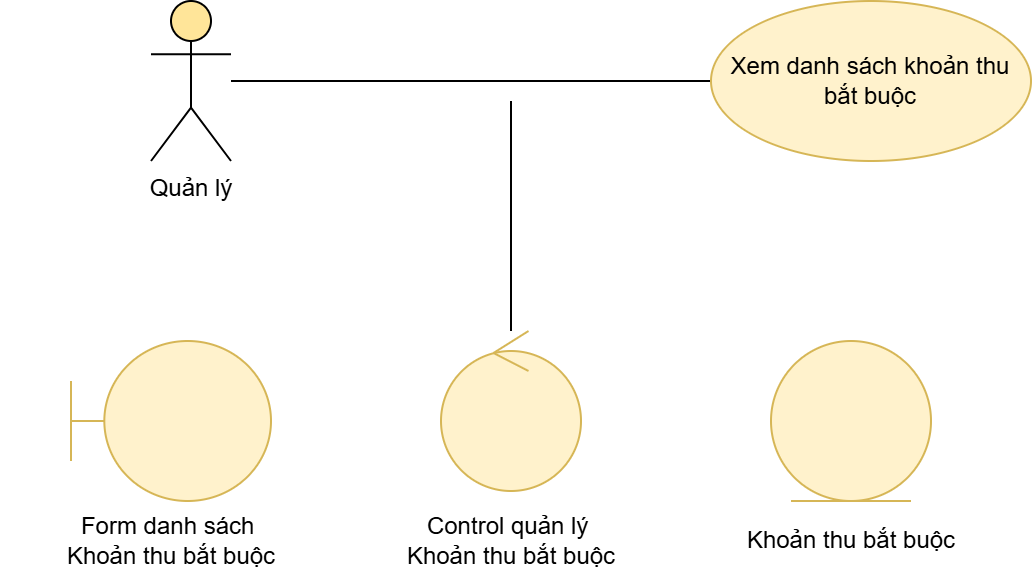 Xem danh sách khoản thu
bắt buộc
Quản lý
Form danh sách
Khoản thu bắt buộc
Control quản lý
Khoản thu bắt buộc
Khoản thu bắt buộc